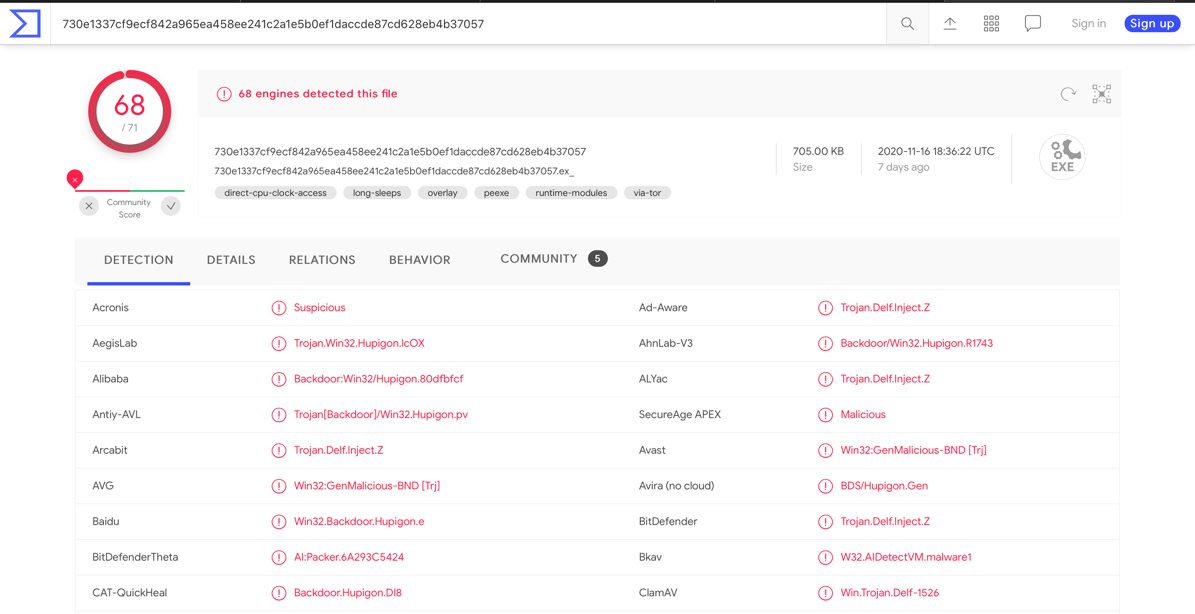 730e1337cf9ecf842a965ea458ee241c2a1e5b0ef1daccde87cd628eb4b37057
Sign in
Sign up
68
/ 71
68 engines detected this file
730e1337cf9ecf842a965ea458ee241c2a1e5b0ef1daccde87cd628eb4b37057
730e1337cf9ecf842a965ea458ee241c2a1e5b0ef1daccde87cd628eb4b37057.ex_
direct-cpu-clock-access long-sleeps overlay peexe runtime-modules via-tor
705.00 KB
Size
2020-11-16 18:36:22 UTC
7 days ago
EXE
Community
Score
DETECTION DETAILS RELATIONS BEHAVIOR COMMUNITY 5
Acronis Suspicious Ad-Aware Trojan.Delf.Inject.Z
AegisLab Trojan.Win32.Hupigon.lcOX AhnLab-V3 Backdoor/Win32.Hupigon.R1743
Alibaba Backdoor:Win32/Hupigon.80dfbfcf ALYac Trojan.Delf.Inject.Z
Antiy-AVL Trojan[Backdoor]/Win32.Hupigon.pv SecureAge APEX Malicious
Arcabit Trojan.Delf.Inject.Z Avast Win32:GenMalicious-BND [Trj]
AVG Win32:GenMalicious-BND [Trj] Avira (no cloud) BDS/Hupigon.Gen
Baidu Win32.Backdoor.Hupigon.e BitDefender Trojan.Delf.Inject.Z
BitDefenderTheta AI:Packer.6A293C5424 Bkav W32.AIDetectVM.malware1
CAT-QuickHeal Backdoor.Hupigon.DI8 ClamAV Win.Trojan.Delf-1526